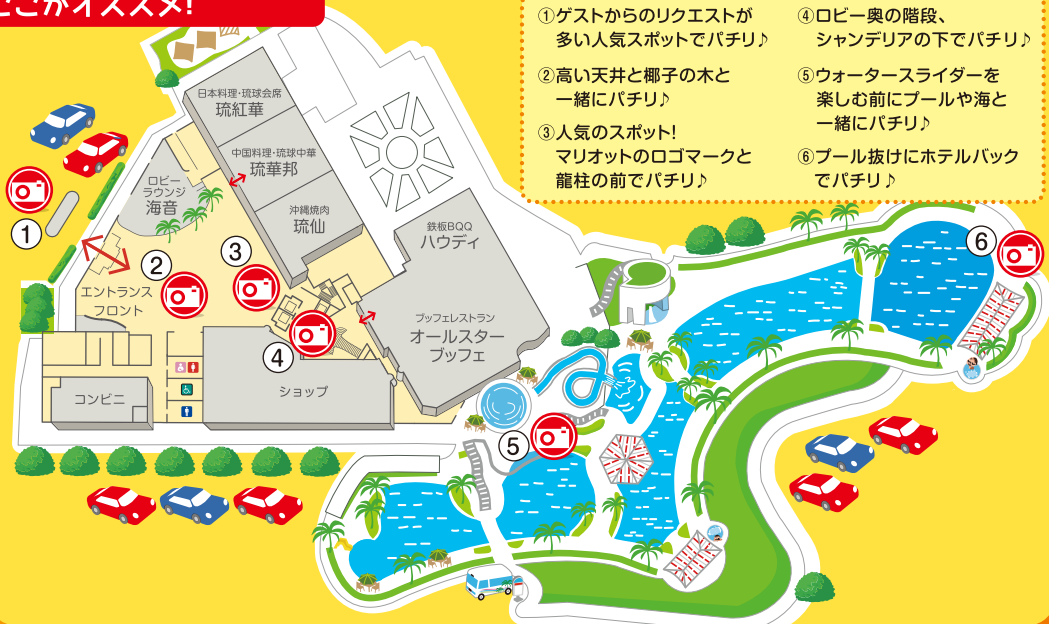 ここがオススメ!
①ゲストからのリクエストが
多い人気スポットでパチリ♪
②高い天井と椰子の木と
一緒にパチリ♪
③人気のスポット!
マリオットのロゴマークと
龍柱の前でパチリ♪
④ロビー奥の階段、
シャンデリアの下でパチリ♪
⑤ウォータースライダーを
楽しむ前にプールや海と
一緒にパチリ♪
⑥プール抜けにホテルバック
でパチリ♪
日本料理・琉球会席
琉紅華
中国料理・琉球中華
琉華邦
沖縄焼肉
琉仙
ロビー
ラウンジ
海音
鉄板BQQ
ハウディ
ブッフェレストラン
オールスター
ブッフェ
エントランス
フロント
ショップ
コンビニ
1
2
3
4
5
6